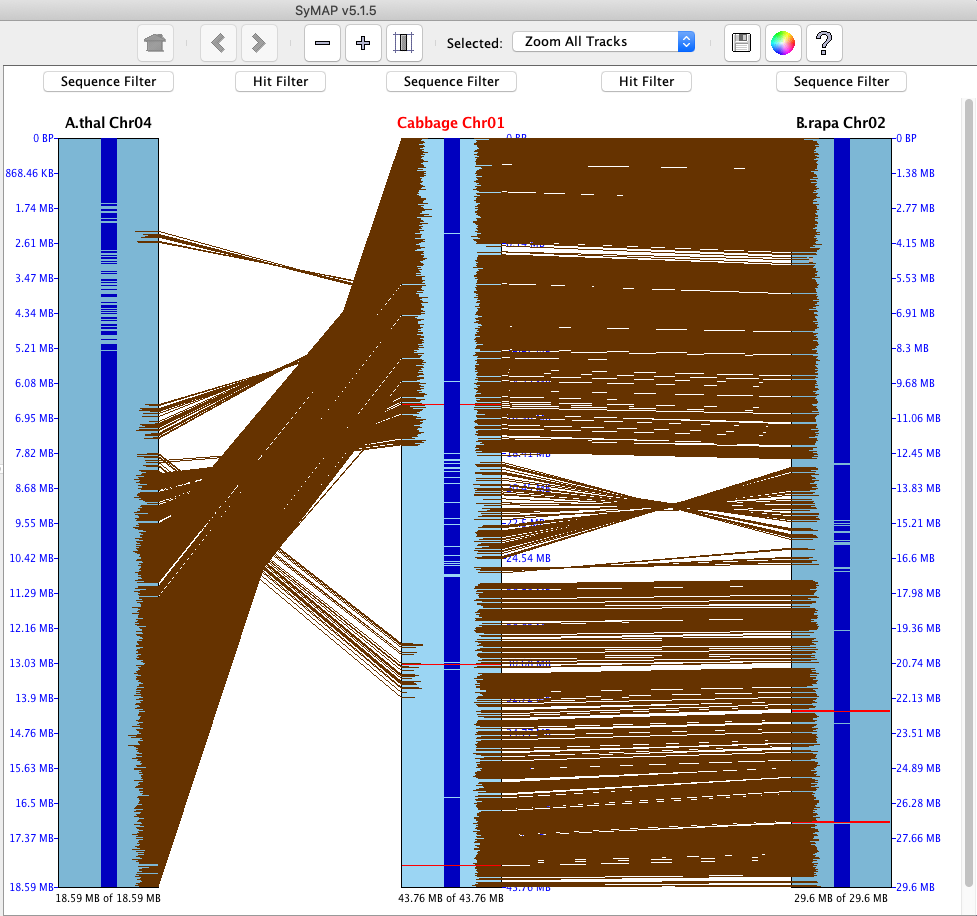 SyMAP v5.1.5
Selected: Zoom All Tracks ?
Sequence Filter Hit Filter Sequence Filter Hit Filter Sequence Filter
A.thal Chr04 Cabbage Chr01 B.rapa Chr02
0 BP 0 BP 0 BP
868.46 KB 1.38 MB
1.74 MB 2.77 MB
2.61 MB 4.15 MB
3.47 MB 5.53 MB
4.34 MB 6.91 MB
5.21 MB 8.3 MB
6.08 MB 9.68 MB
6.95 MB 11.06 MB
7.82 MB 12.45 MB
8.68 MB 13.83 MB
9.55 MB 15.21 MB
10.42 MB 24.54 MB 16.6 MB
11.29 MB 17.98 MB
12.16 MB 19.36 MB
13.03 MB 20.74 MB
13.9 MB 22.13 MB
14.76 MB 23.51 MB
15.63 MB 24.89 MB
16.5 MB 26.28 MB
17.37 MB 27.66 MB
18.59 MB 43.76 MB 29.6 MB
18.59 MB of 18.59 MB 43.76 MB of 43.76 MB 29.6 MB of 29.6 MB